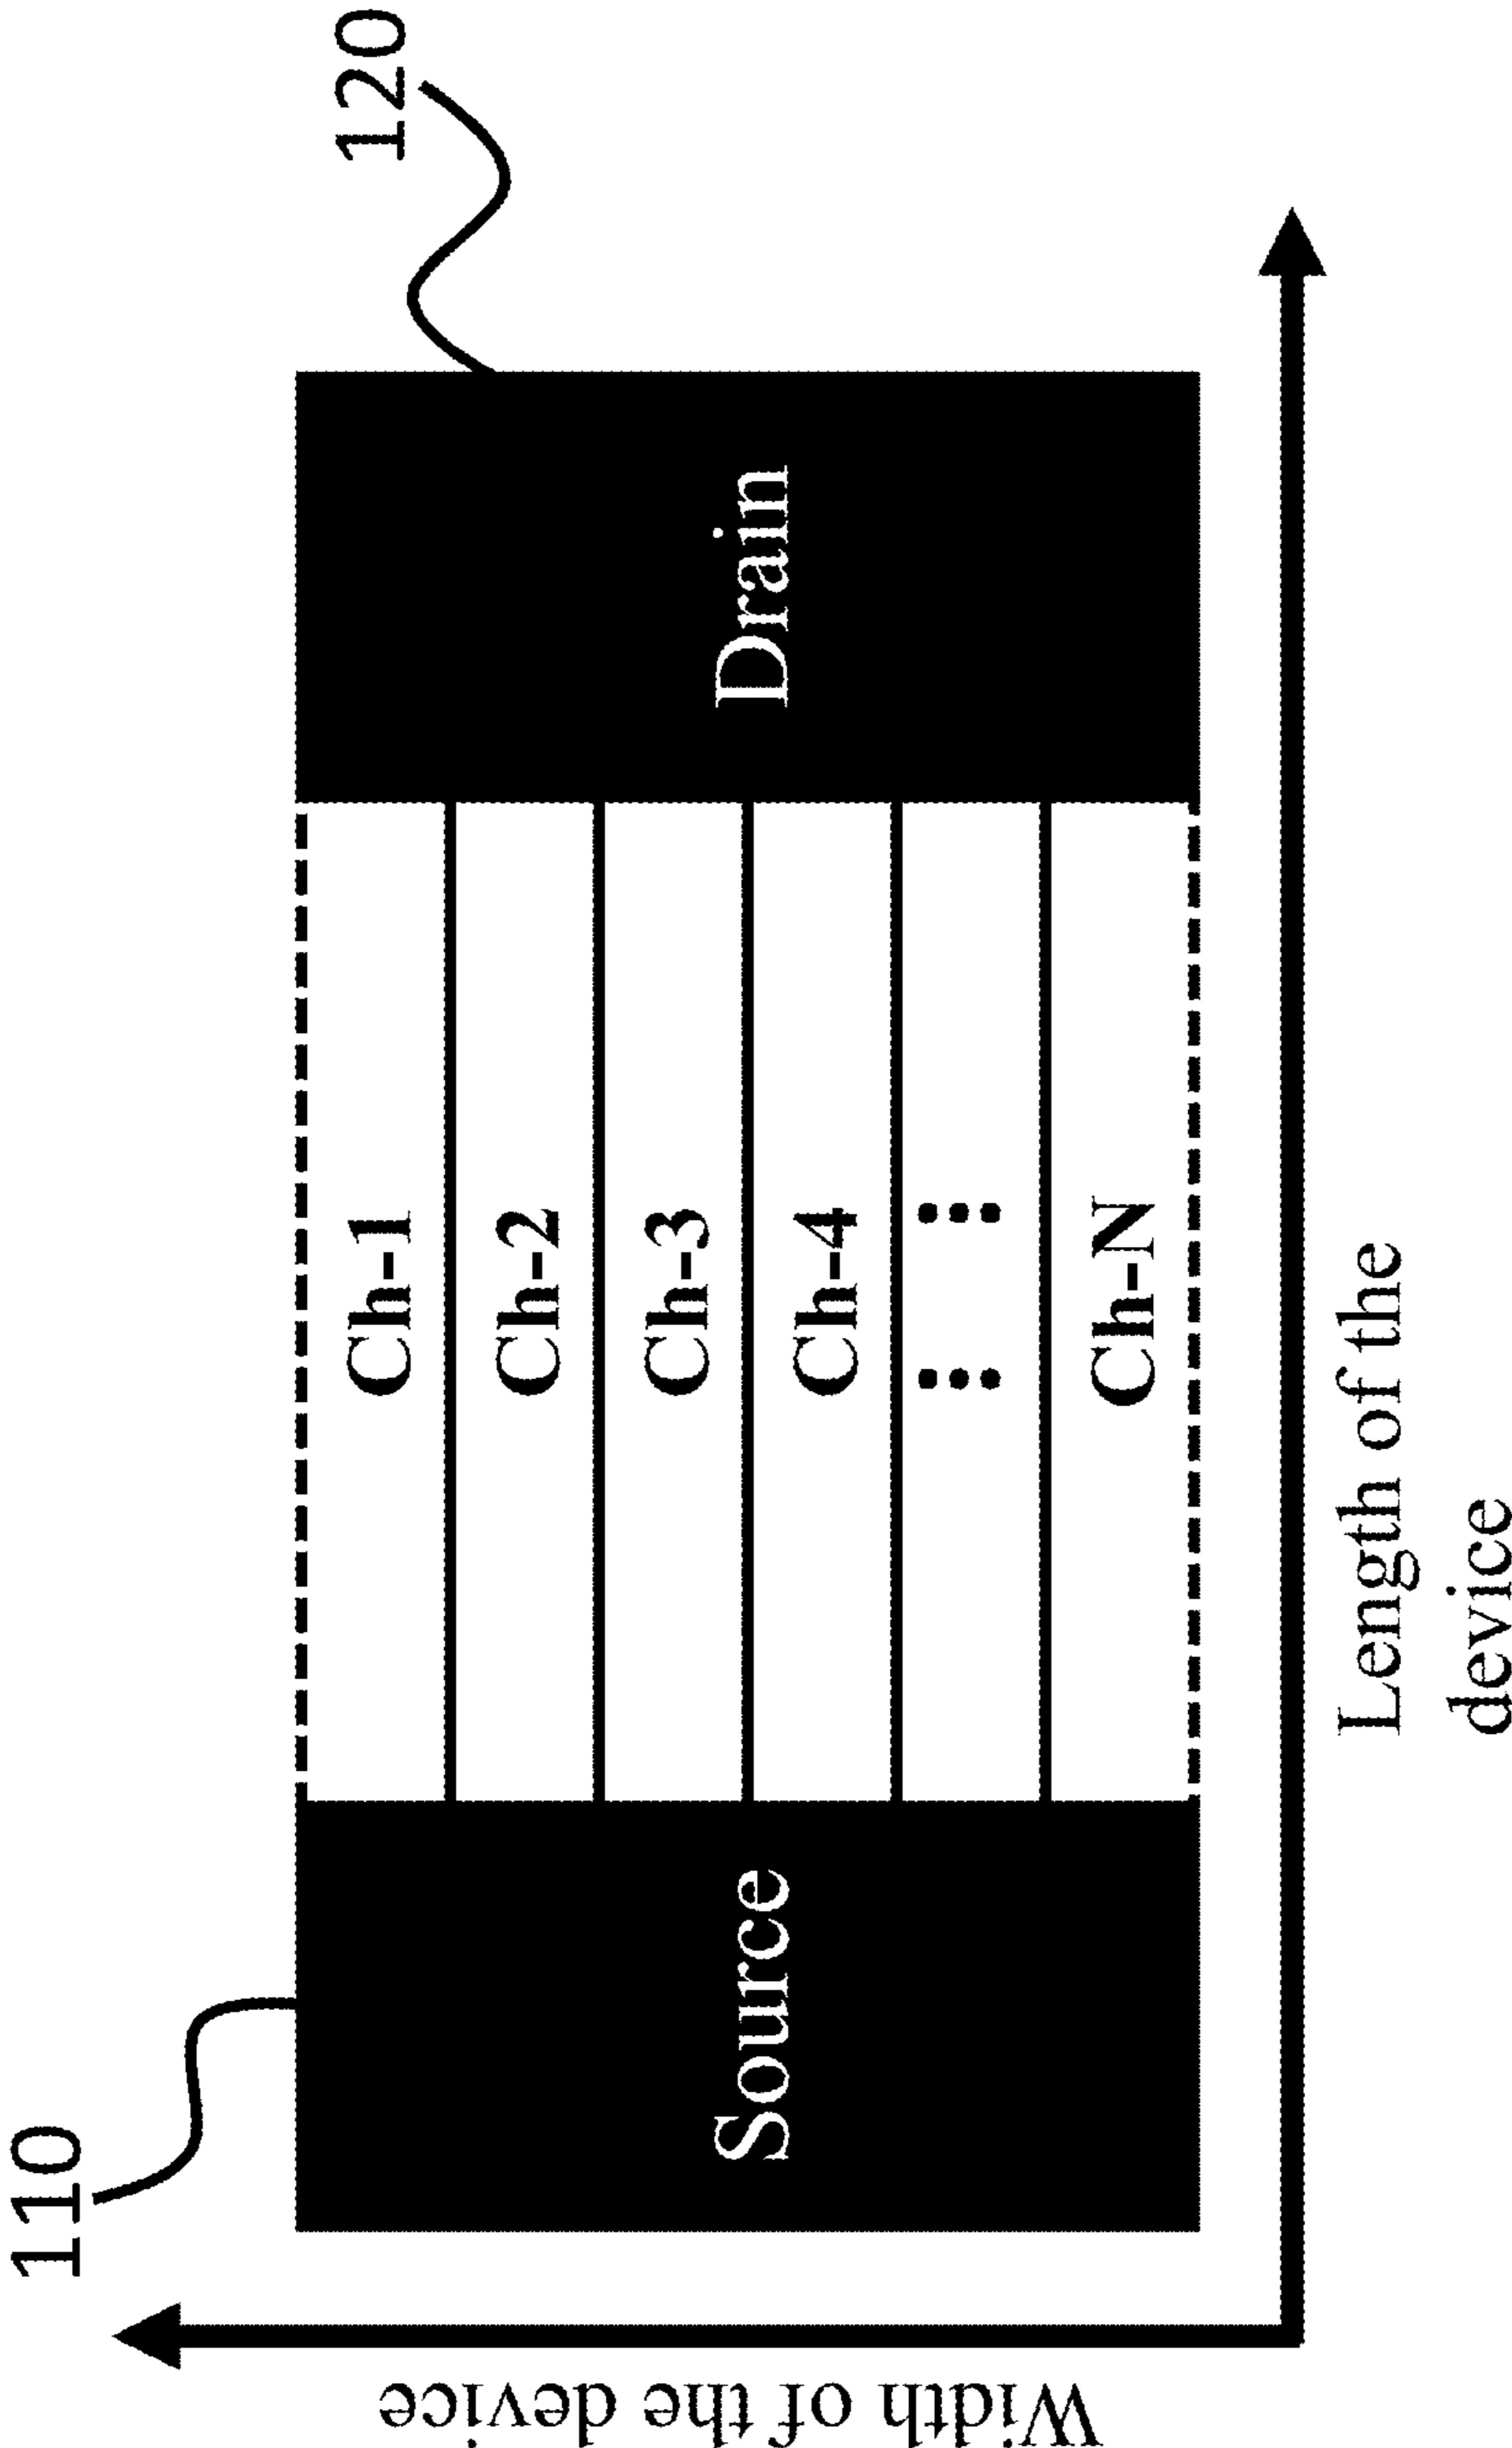 110
120
Source
Ch-1
Ch-2
Ch-3
Ch-4
Ch-N
Drain
Width of the device
Length of the
device